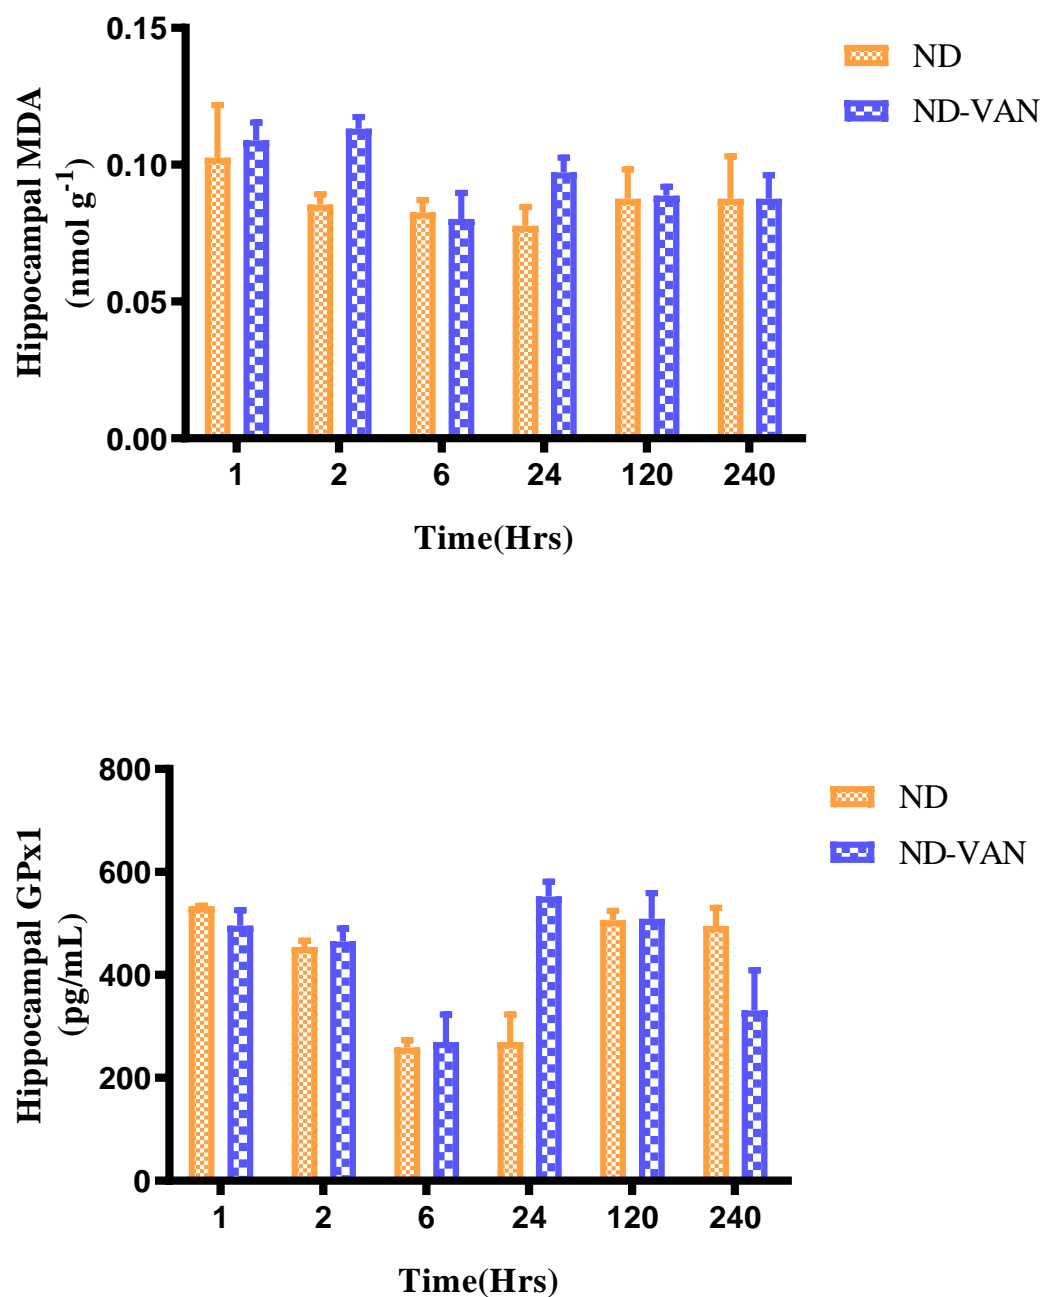 0.15
0.10
0.05
0.00
Hippocampal MDA
(nmol g⁻¹)
1 2 6 24 120 240
Time(Hrs)
ND
ND-VAN
800
600
400
200
0
Hippocampal GPx1
(pg/mL)
1 2 6 24 120 240
Time(Hrs)
ND
ND-VAN